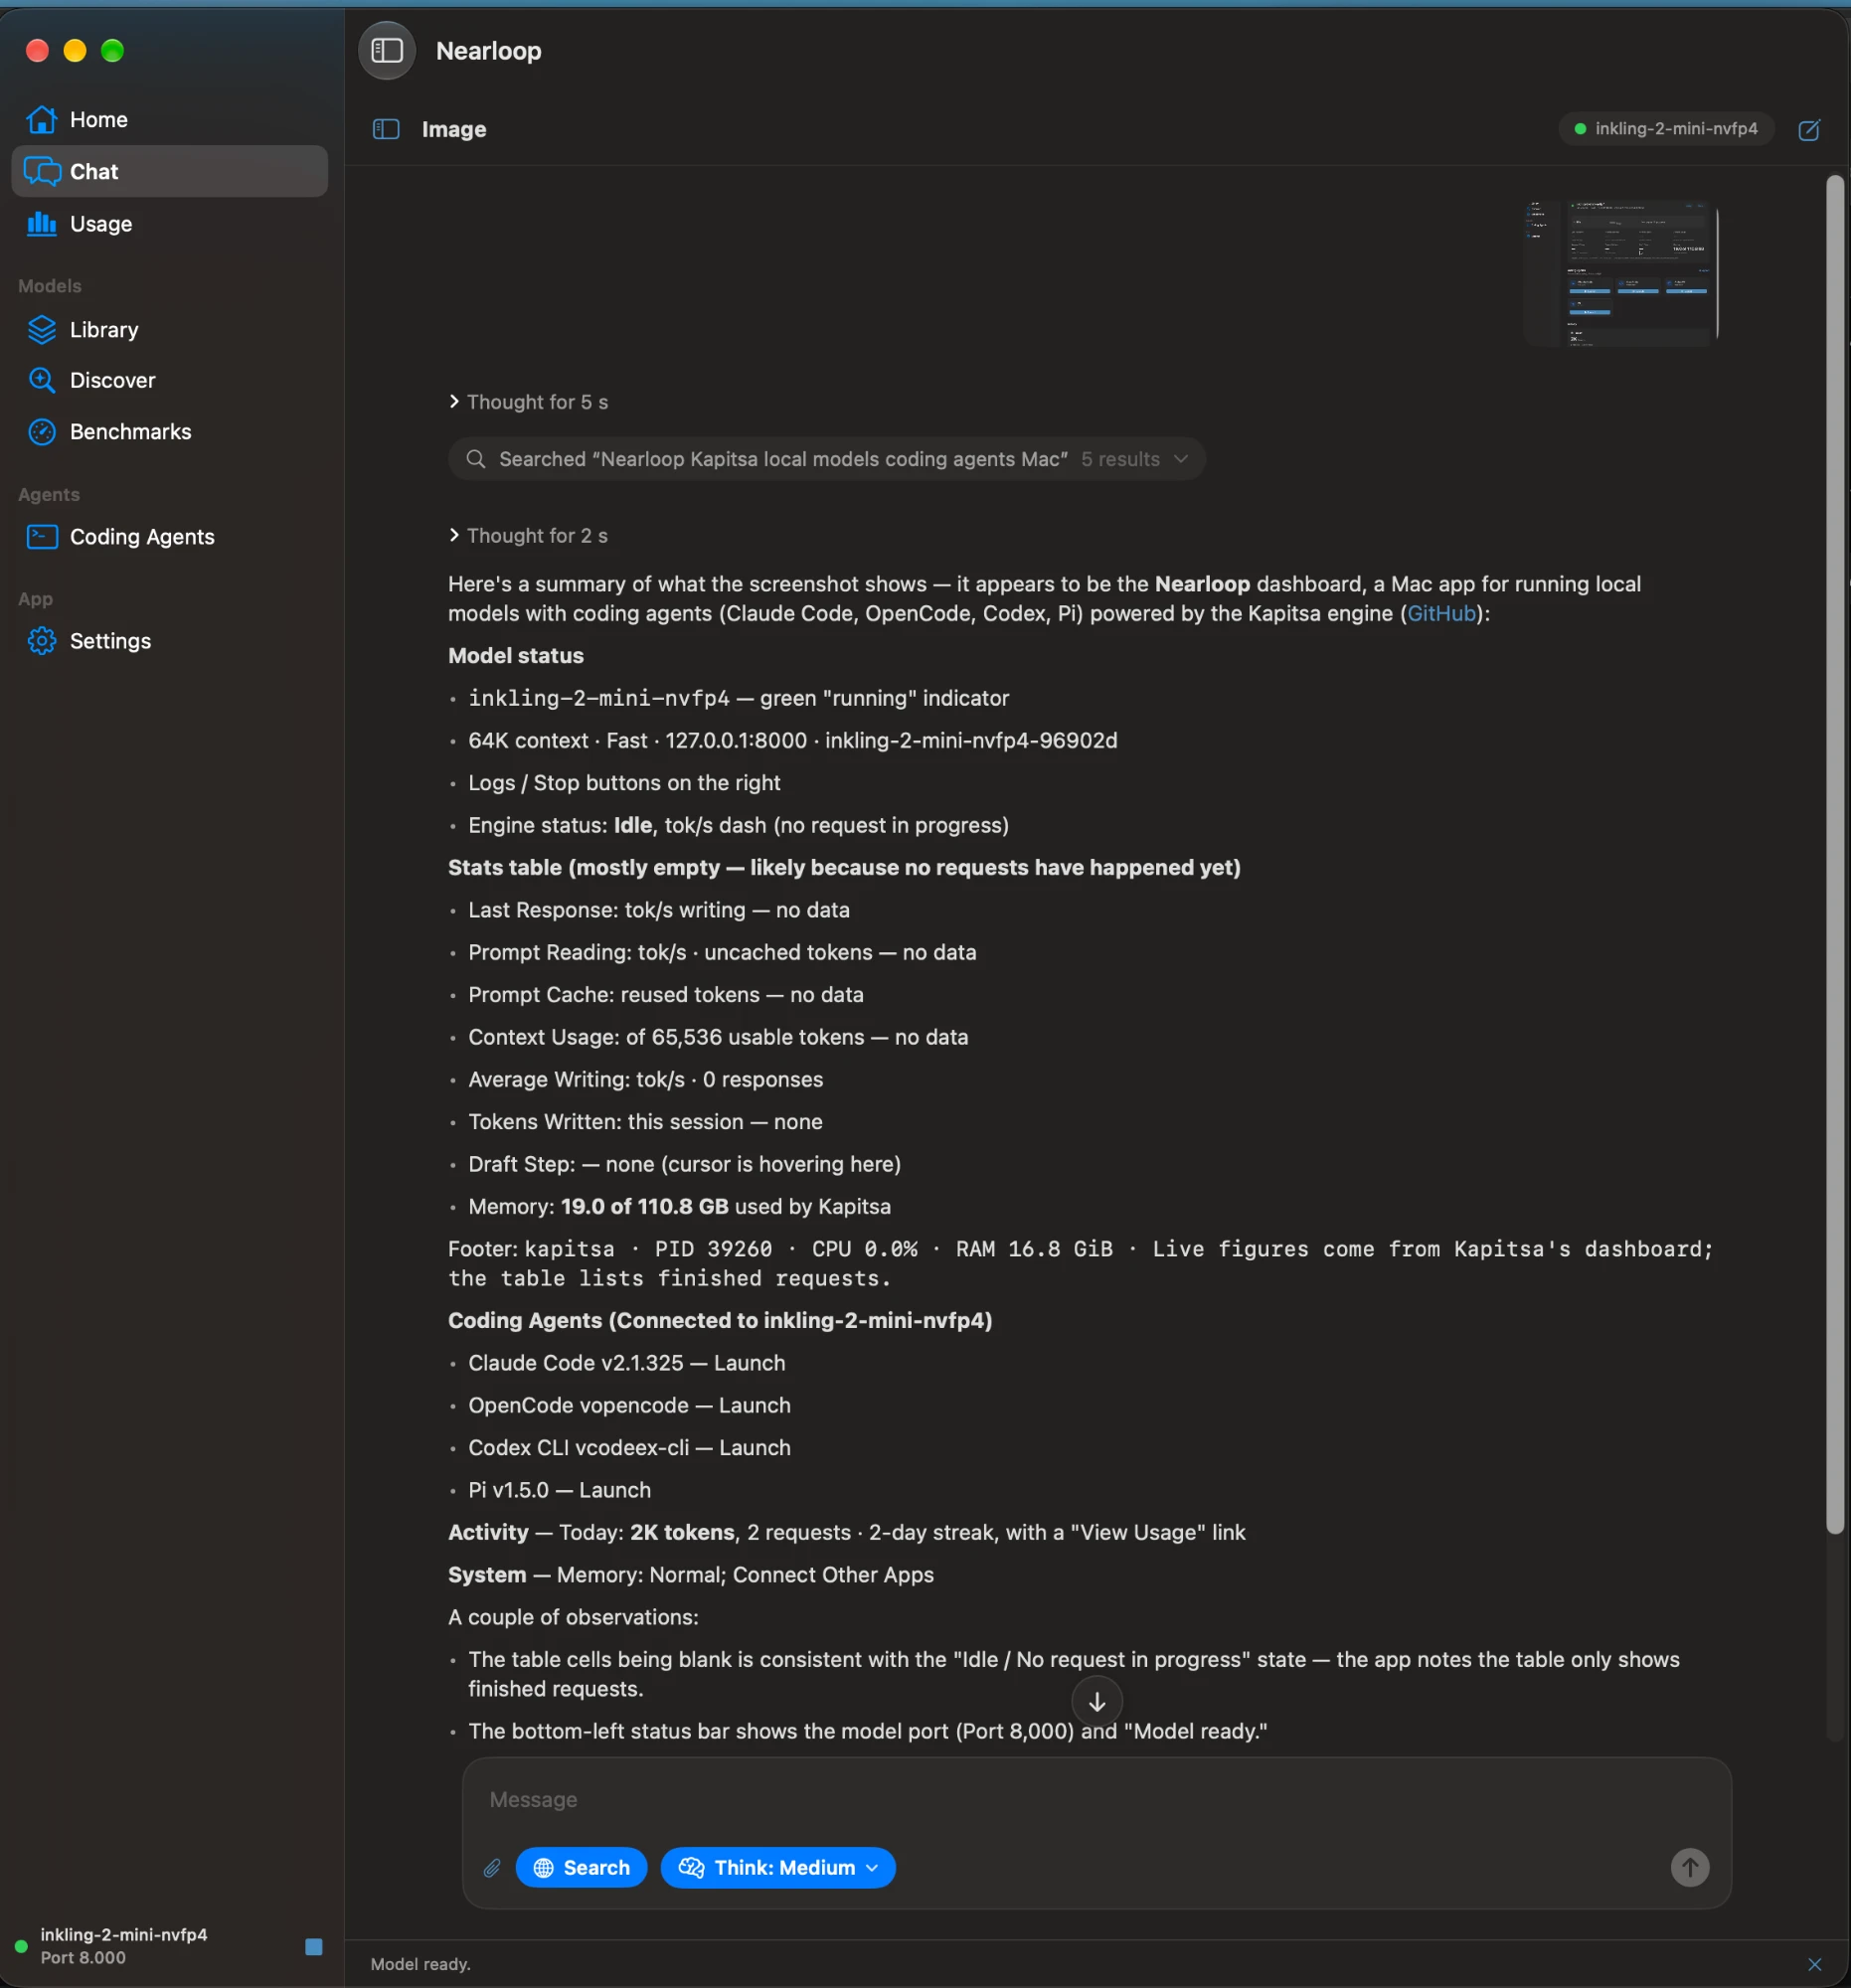 Nearloop
Home
Chat
Usage
Models
Library
Discover
Benchmarks
Agents
Coding Agents
App
Settings
Image
inkling-2-mini-nvfp4
Thought for 5 s
Searched “Nearloop Kapitsa local models coding agents Mac” 5 results
Thought for 2 s
Here's a summary of what the screenshot shows — it appears to be the Nearloop dashboard, a Mac app for running local
models with coding agents (Claude Code, OpenCode, Codex, Pi) powered by the Kapitsa engine (GitHub):
Model status
• inkling-2-mini-nvfp4 — green "running" indicator
• 64K context · Fast · 127.0.0.1:8000 · inkling-2-mini-nvfp4-96902d
• Logs / Stop buttons on the right
• Engine status: Idle, tok/s dash (no request in progress)
Stats table (mostly empty — likely because no requests have happened yet)
• Last Response: tok/s writing — no data
• Prompt Reading: tok/s · uncached tokens — no data
• Prompt Cache: reused tokens — no data
• Context Usage: of 65,536 usable tokens — no data
• Average Writing: tok/s · 0 responses
• Tokens Written: this session — none
• Draft Step: — none (cursor is hovering here)
• Memory: 19.0 of 110.8 GB used by Kapitsa
Footer: kapitsa · PID 39260 · CPU 0.0% · RAM 16.8 GiB · Live figures come from Kapitsa's dashboard;
the table lists finished requests.
Coding Agents (Connected to inkling-2-mini-nvfp4)
• Claude Code v2.1.325 — Launch
• OpenCode vopencode — Launch
• Codex CLI vcodeex-cli — Launch
• Pi v1.5.0 — Launch
Activity — Today: 2K tokens, 2 requests · 2-day streak, with a "View Usage" link
System — Memory: Normal; Connect Other Apps
A couple of observations:
• The table cells being blank is consistent with the "Idle / No request in progress" state — the app notes the table only shows
finished requests.
• The bottom-left status bar shows the model port (Port 8,000) and "Model ready."
Message
Search
Think: Medium
inkling-2-mini-nvfp4
Port 8.000
Model ready.